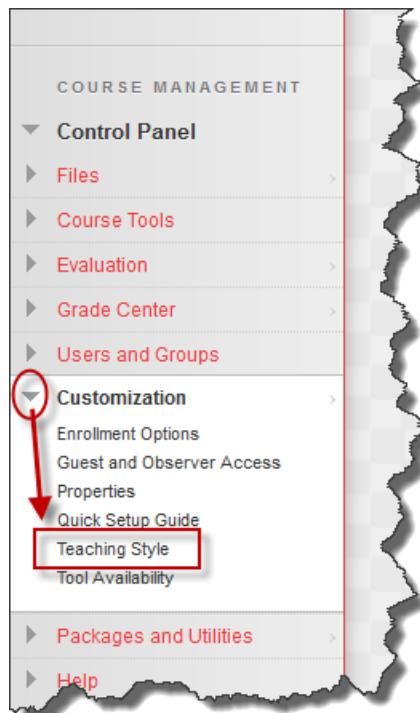 COURSE MANAGEMENT
Control Panel
Files
Course Tools
Evaluation
Grade Center
Users and Groups
Customization
Enrollment Options
Guest and Observer Access
Properties
Quick Setup Guide
Teaching Style
Tool Availability
Packages and Utilities
Help